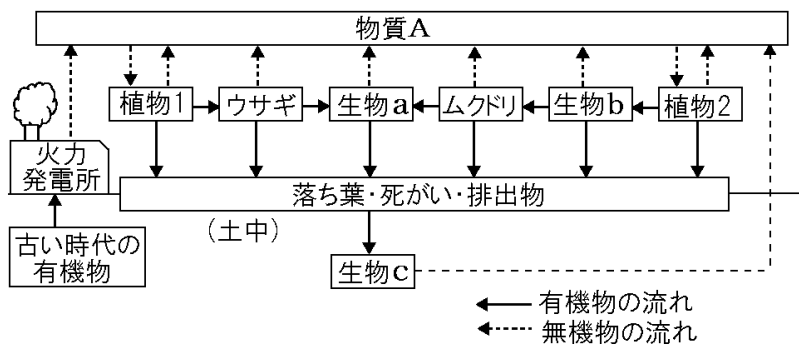 物質A
植物1
ウサギ
生物a
ムクドリ
生物b
植物2
火力
発電所
落ち葉・死がい・排出物
(土中)
古い時代の
有機物
生物c
有機物の流れ
無機物の流れ